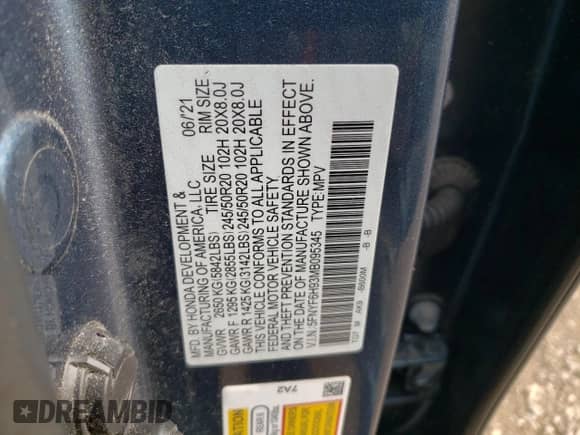 MFD. BY HONDA DEVELOPMENT &
MANUFACTURING OF AMERICA, LLC 06/21
GVWR 2650 KG(5842LBS) TIRE SIZE RIM SIZE
GAWR F 1295 KG(2855LBS)245/50R20 102H 20X8.0J
GAWR R 1425 KG(3142LBS)245/50R20 102H 20X8.0J
THIS VEHICLE CONFORMS TO ALL APPLICABLE
FEDERAL MOTOR VEHICLE SAFETY
AND THEFT PREVENTION STANDARDS IN EFFECT
ON THE DATE OF MANUFACTURE SHOWN ABOVE.
V.I.N. 5FNYF6H93MB095345 TYPE:MPV
-B -B
7A2
DREAMBID